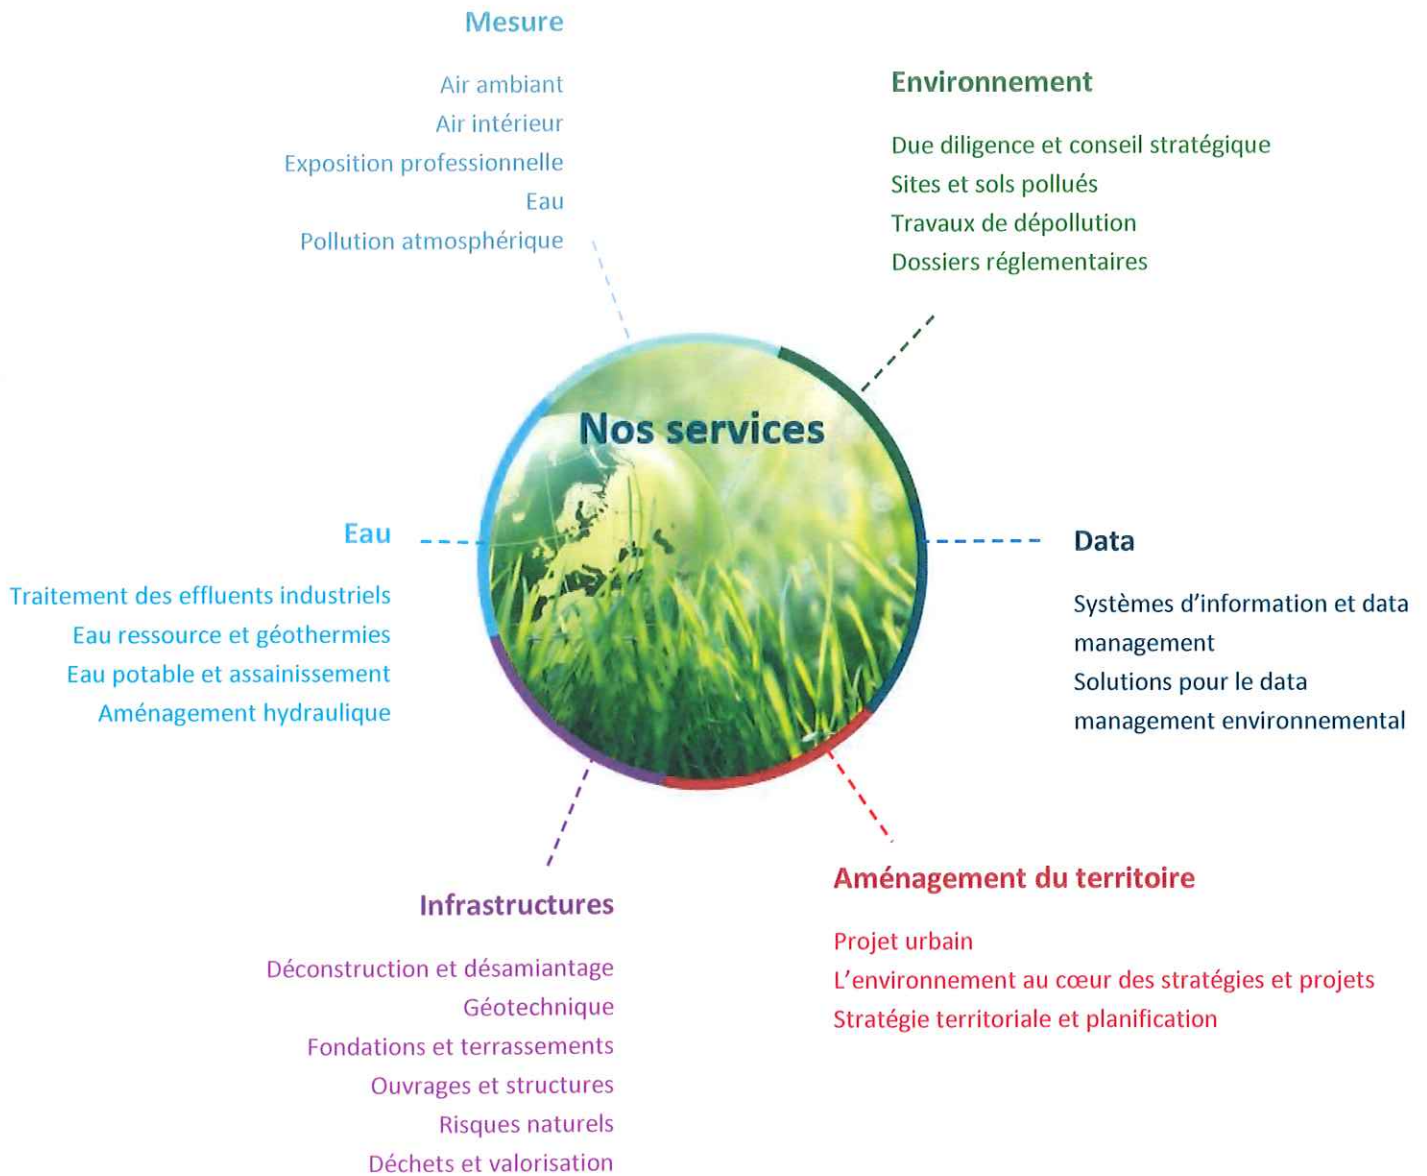 Mesure
Air ambiant
Air intérieur
Exposition professionnelle
Eau
Pollution atmosphérique
Environnement
Due diligence et conseil stratégique
Sites et sols pollués
Travaux de dépollution
Dossiers réglementaires
Nos services
Eau
Traitement des effluents industriels
Eau ressource et géothermies
Eau potable et assainissement
Aménagement hydraulique
Data
Systèmes d'information et data
management
Solutions pour le data
management environnemental
Infrastructures
Déconstruction et désamiantage
Géotechnique
Fondations et terrassements
Ouvrages et structures
Risques naturels
Déchets et valorisation
Aménagement du territoire
Projet urbain
L'environnement au cœur des stratégies et projets
Stratégie territoriale et planification